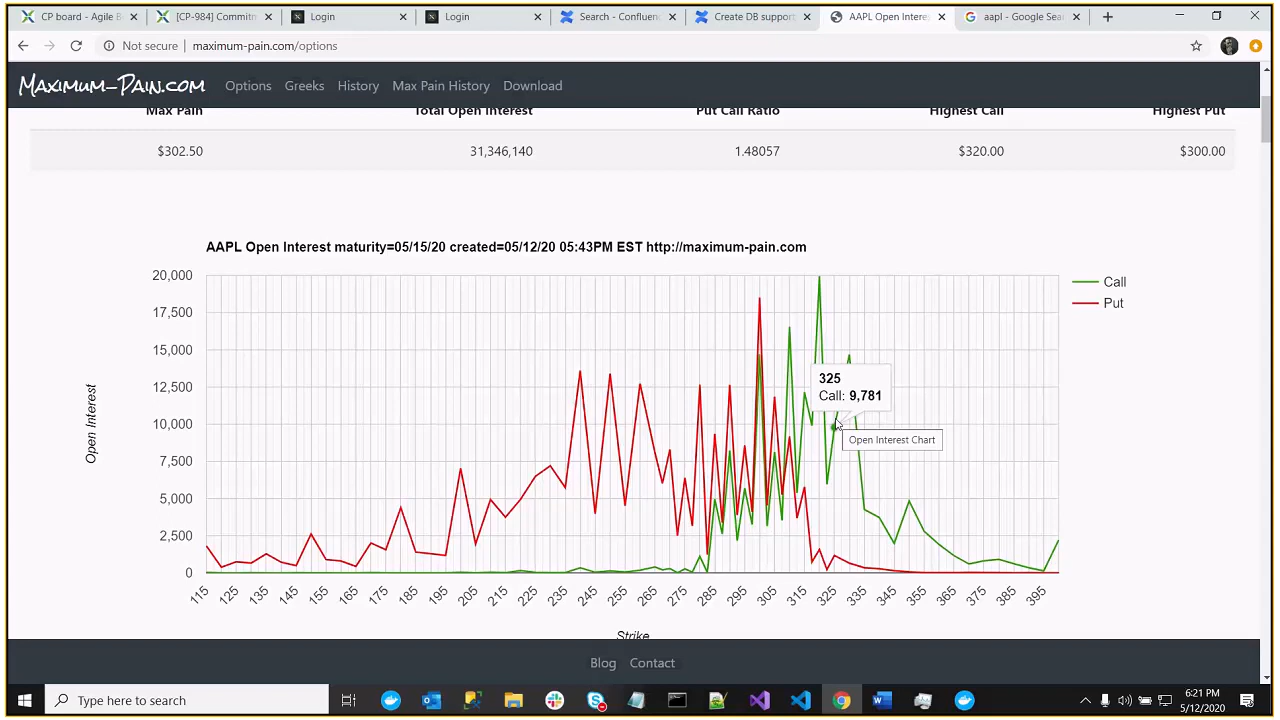 CP board - Agile B
[CP-984] Commitm
Login
Login
Search - Confluenc
Create DB support
AAPL Open Interes
aapl - Google Sear
Not secure | maximum-pain.com/options
Maximum-Pain.com Options Greeks History Max Pain History Download
Max Pain Total Open Interest Put Call Ratio Highest Call Highest Put
$302.50 31,346,140 1.48057 $320.00 $300.00
AAPL Open Interest maturity=05/15/20 created=05/12/20 05:43PM EST http://maximum-pain.com
20,000
17,500
15,000
12,500
10,000
7,500
5,000
2,500
0
Open Interest
Call
Put
325
Call: 9,781
Open Interest Chart
115 125 135 145 155 165 175 185 195 205 215 225 235 245 255 265 275 285 295 305 315 325 335 345 355 365 375 385 395
Strike
Blog Contact
Type here to search
6:21 PM
5/12/2020